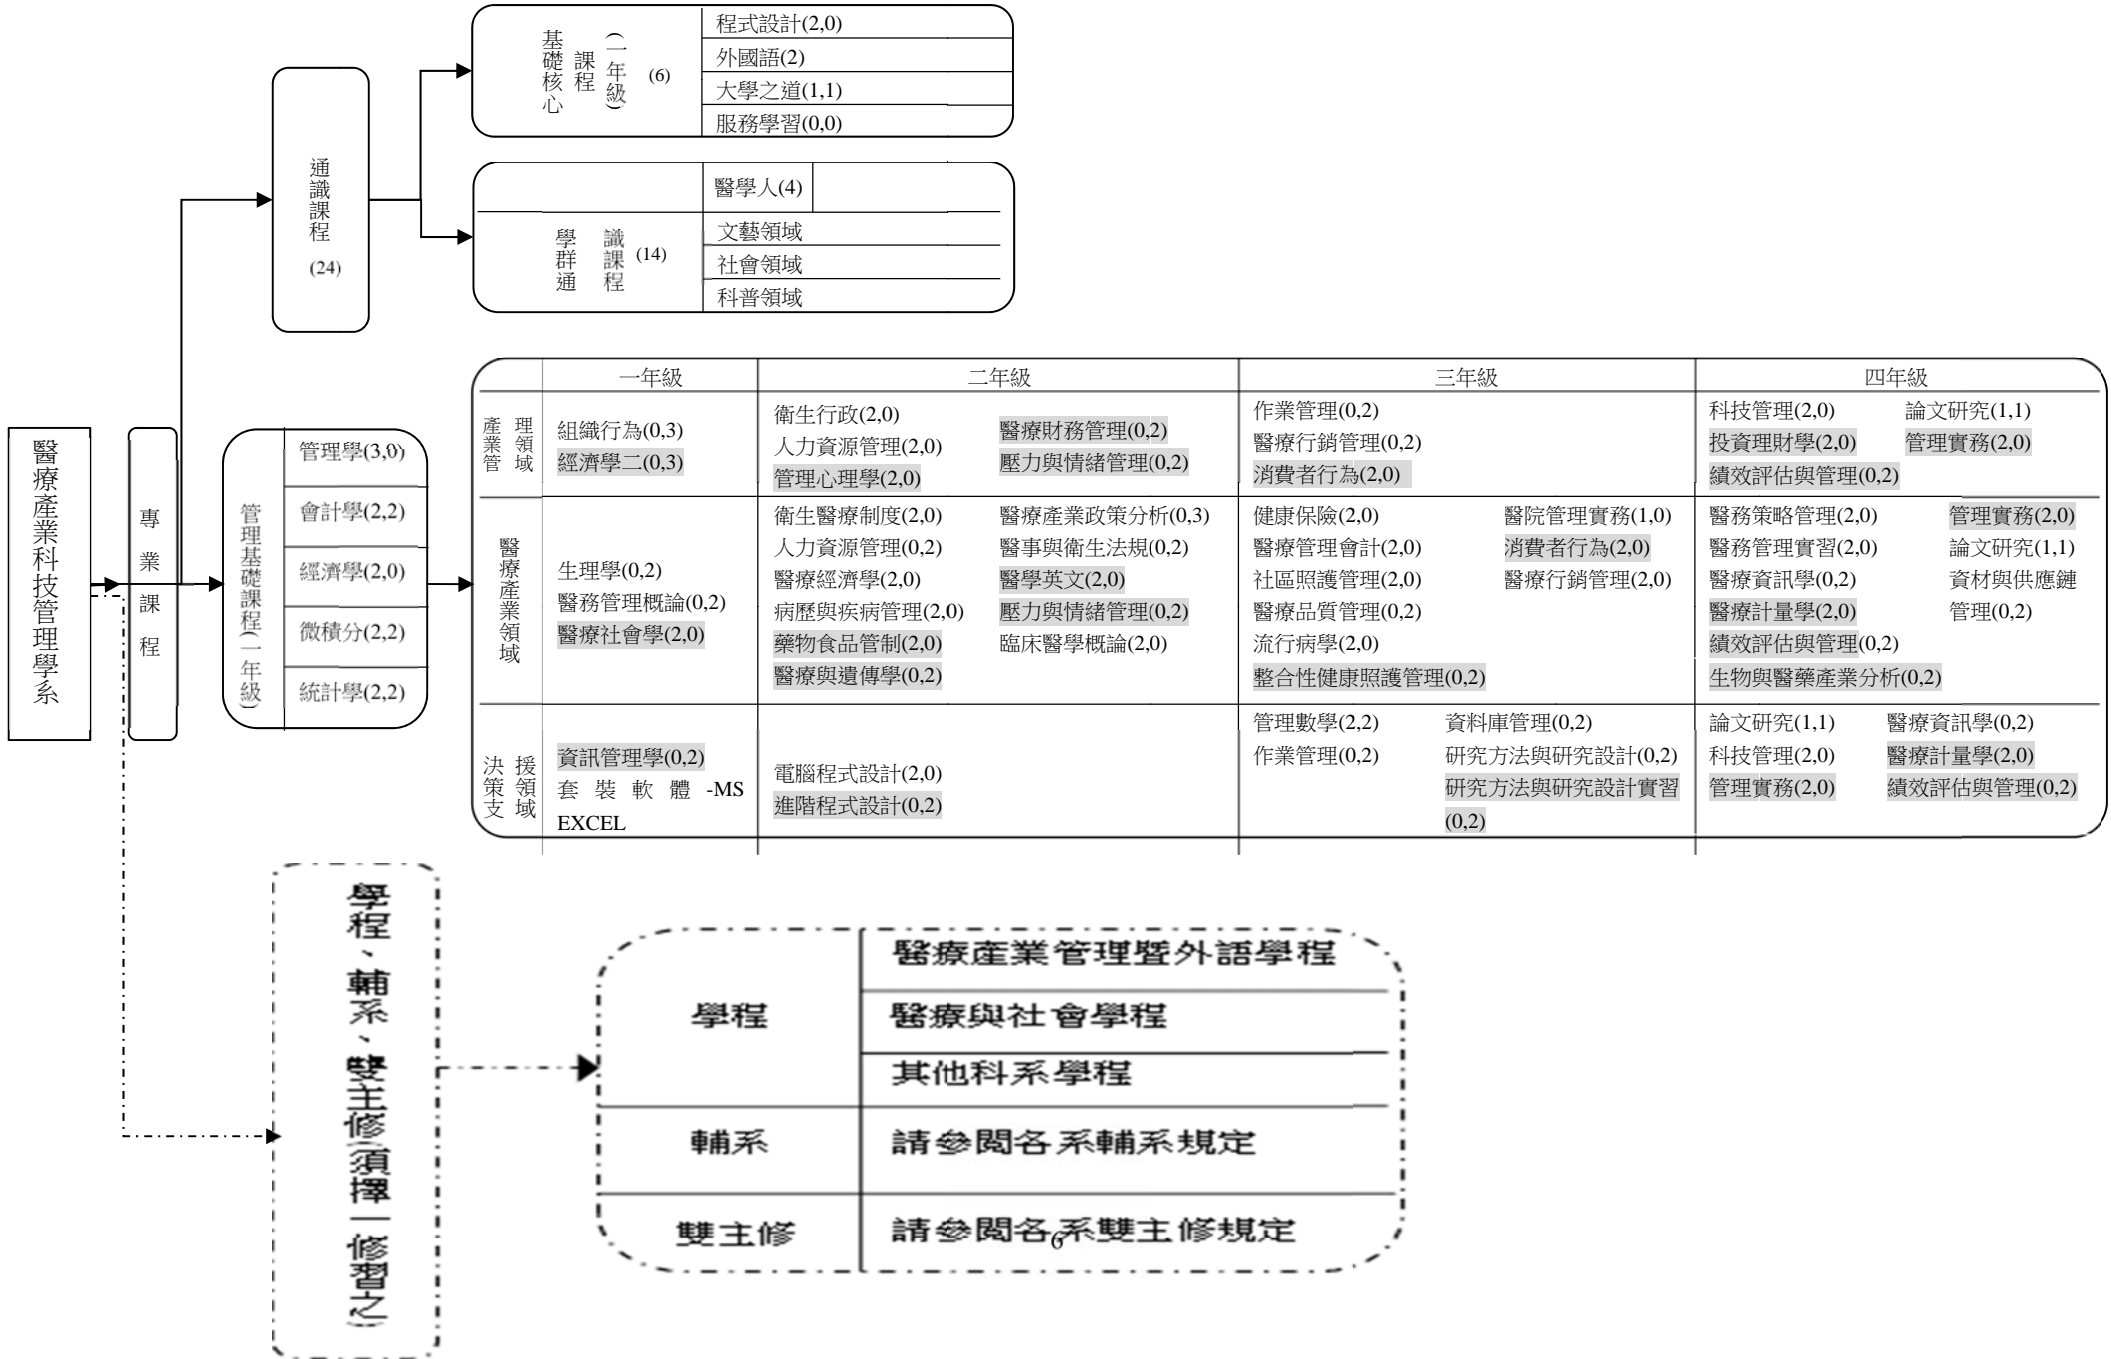 醫療產業科技管理學系
專業課程
通識課程
(24)
基礎核心
課程
(一年級)
(6)
程式設計(2,0)
外國語(2)
大學之道(1,1)
服務學習(0,0)
醫學人(4)
學群通
識課程
(14)
文藝領域
社會領域
科普領域
管理基礎課程(一年級)
管理學(3,0)
會計學(2,2)
經濟學(2,0)
微積分(2,2)
統計學(2,2)
一年級
二年級
三年級
四年級
產業管
理領域
組織行為(0,3)
經濟學二(0,3)
衛生行政(2,0)
人力資源管理(2,0)
管理心理學(2,0)
醫療財務管理(0,2)
壓力與情緒管理(0,2)
作業管理(0,2)
醫療行銷管理(0,2)
消費者行為(2,0)
科技管理(2,0)
投資理財學(2,0)
績效評估與管理(0,2)
論文研究(1,1)
管理實務(2,0)
醫療產業領域
生理學(0,2)
醫務管理概論(0,2)
醫療社會學(2,0)
衛生醫療制度(2,0)
人力資源管理(0,2)
醫療經濟學(2,0)
病歷與疾病管理(2,0)
藥物食品管制(2,0)
醫療與遺傳學(0,2)
醫療產業政策分析(0,3)
醫事與衛生法規(0,2)
醫學英文(2,0)
壓力與情緒管理(0,2)
臨床醫學概論(2,0)
健康保險(2,0)
醫療管理會計(2,0)
社區照護管理(2,0)
醫療品質管理(0,2)
流行病學(2,0)
整合性健康照護管理(0,2)
醫院管理實務(1,0)
消費者行為(2,0)
醫療行銷管理(2,0)
醫務策略管理(2,0)
醫務管理實習(2,0)
醫療資訊學(0,2)
醫療計量學(2,0)
績效評估與管理(0,2)
生物與醫藥產業分析(0,2)
管理實務(2,0)
論文研究(1,1)
資材與供應鏈
管理(0,2)
決策支
援領域
資訊管理學(0,2)
套裝軟體-MS
EXCEL
電腦程式設計(2,0)
進階程式設計(0,2)
管理數學(2,2)
作業管理(0,2)
資料庫管理(0,2)
研究方法與研究設計(0,2)
研究方法與研究設計實習
(0,2)
論文研究(1,1)
科技管理(2,0)
管理實務(2,0)
醫療資訊學(0,2)
醫療計量學(2,0)
績效評估與管理(0,2)
學程、輔系、雙主修(須擇一修習之)
學程
醫療產業管理暨外語學程
醫療與社會學程
其他科系學程
輔系
請參閱各系輔系規定
雙主修
請參閱各系雙主修規定
6